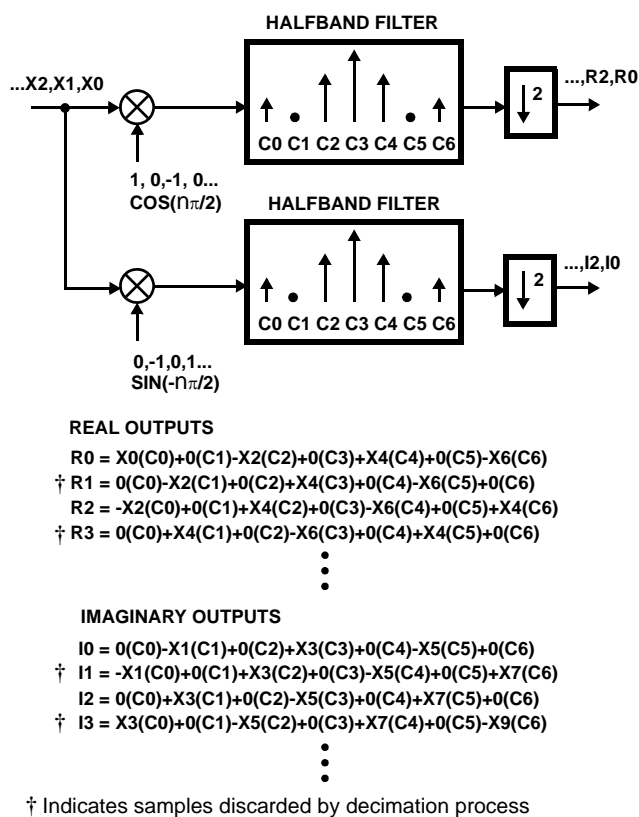 HALFBAND FILTER
...X2,X1,X0
C0 C1 C2 C3 C4 C5 C6
2
...,R2,R0
1, 0,-1, 0...
COS(nπ/2)
HALFBAND FILTER
C0 C1 C2 C3 C4 C5 C6
2
...,I2,I0
0,-1,0,1...
SIN(-nπ/2)
REAL OUTPUTS
R0 = X0(C0)+0(C1)-X2(C2)+0(C3)+X4(C4)+0(C5)-X6(C6)
† R1 = 0(C0)-X2(C1)+0(C2)+X4(C3)+0(C4)-X6(C5)+0(C6)
R2 = -X2(C0)+0(C1)+X4(C2)+0(C3)-X6(C4)+0(C5)+X4(C6)
† R3 = 0(C0)+X4(C1)+0(C2)-X6(C3)+0(C4)+X4(C5)+0(C6)
IMAGINARY OUTPUTS
I0 = 0(C0)-X1(C1)+0(C2)+X3(C3)+0(C4)-X5(C5)+0(C6)
† I1 = -X1(C0)+0(C1)+X3(C2)+0(C3)-X5(C4)+0(C5)+X7(C6)
I2 = 0(C0)+X3(C1)+0(C2)-X5(C3)+0(C4)+X7(C5)+0(C6)
† I3 = X3(C0)+0(C1)-X5(C2)+0(C3)+X7(C4)+0(C5)-X9(C6)
† Indicates samples discarded by decimation process